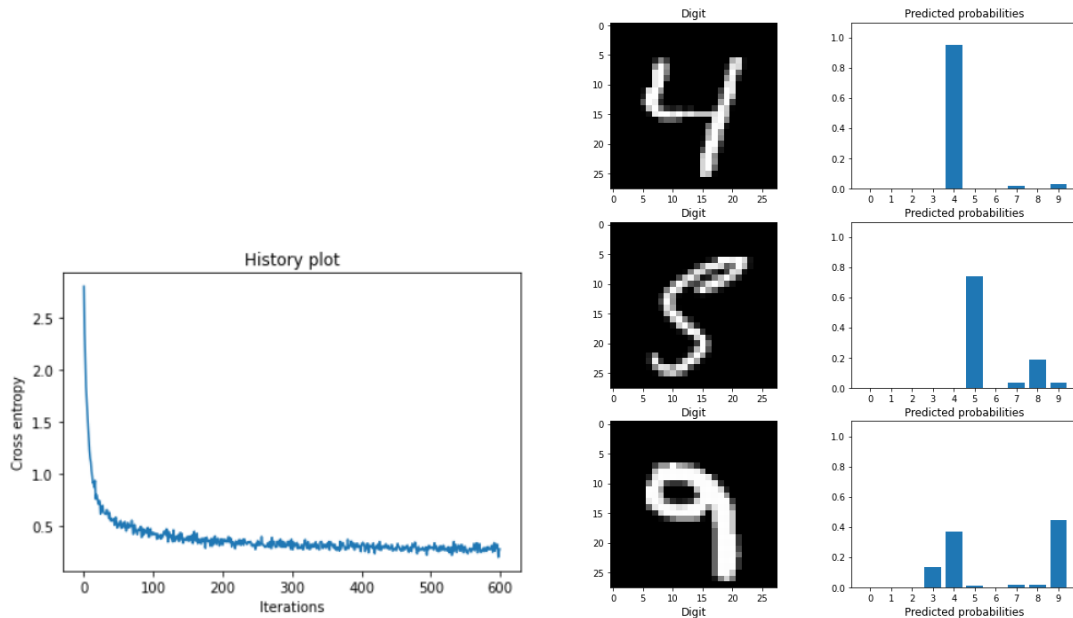 History plot
Cross entropy
2.5
2.0
1.5
1.0
0.5
0 100 200 300 400 500 600
Iterations
Digit
0
5
10
15
20
25
0 5 10 15 20 25
Predicted probabilities
1.0
0.8
0.6
0.4
0.2
0.0
0 1 2 3 4 5 6 7 8 9
4
Digit
0
5
10
15
20
25
0 5 10 15 20 25
Predicted probabilities
1.0
0.8
0.6
0.4
0.2
0.0
0 1 2 3 4 5 6 7 8 9
5
Digit
0
5
10
15
20
25
0 5 10 15 20 25
Predicted probabilities
1.0
0.8
0.6
0.4
0.2
0.0
0 1 2 3 4 5 6 7 8 9
9
Digit
Predicted probabilities